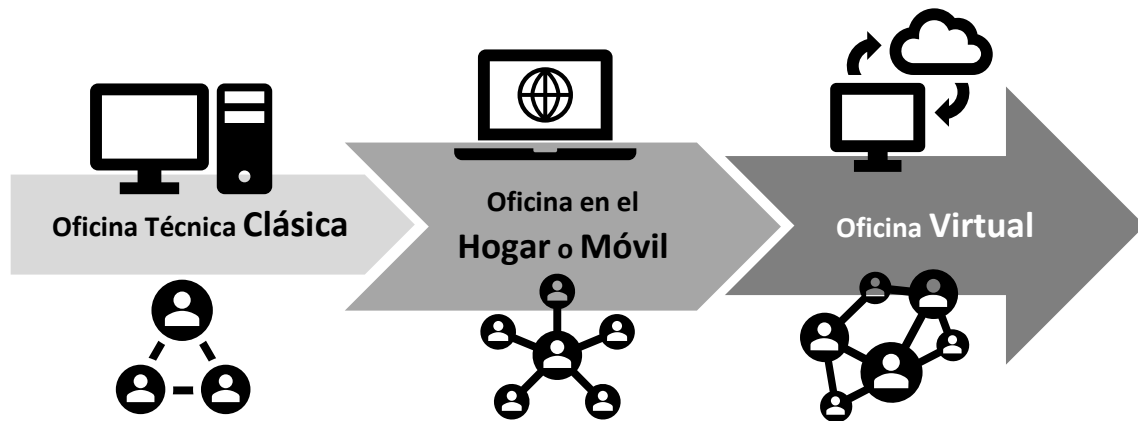 Oficina Técnica Clásica
Oficina en el
Hogar o Móvil
Oficina Virtual